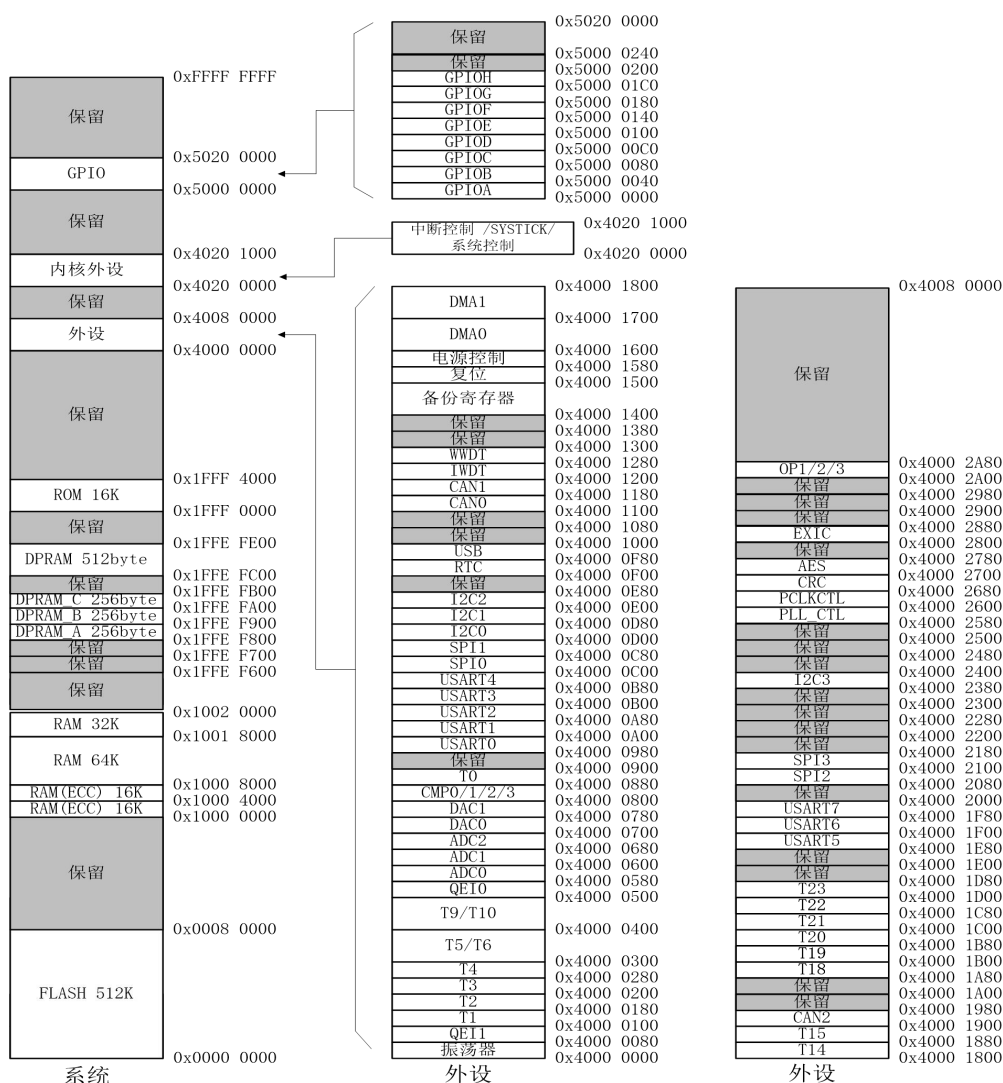 0xFFFF FFFF
保留
0x5020 0000
GPIO
0x5000 0000
保留
0x4020 1000
内核外设
0x4020 0000
保留
0x4008 0000
外设
0x4000 0000
保留
0x1FFF 4000
ROM 16K
0x1FFF 0000
保留
0x1FFE FE00
DPRAM 512byte
0x1FFE FC00
保留
0x1FFE FB00
DPRAM_C 256byte
0x1FFE FA00
DPRAM_B 256byte
0x1FFE F900
DPRAM_A 256byte
0x1FFE F800
保留
0x1FFE F700
保留
0x1FFE F600
保留
0x1002 0000
RAM 32K
0x1001 8000
RAM 64K
0x1000 8000
RAM(ECC) 16K
0x1000 4000
RAM(ECC) 16K
0x1000 0000
保留
0x0008 0000
FLASH 512K
0x0000 0000
系统
0x5020 0000
保留
0x5000 0240
保留
0x5000 0200
GPIOH
0x5000 01C0
GPIOG
0x5000 0180
GPIOF
0x5000 0140
GPIOE
0x5000 0100
GPIOD
0x5000 00C0
GPIOC
0x5000 0080
GPIOB
0x5000 0040
GPIOA
0x5000 0000
0x4020 1000
中断控制 /SYSTICK/
系统控制
0x4020 0000
0x4000 1800
DMA1
0x4000 1700
DMA0
0x4000 1600
电源控制
0x4000 1580
复位
0x4000 1500
备份寄存器
0x4000 1400
保留
0x4000 1380
保留
0x4000 1300
WWDT
0x4000 1280
IWDT
0x4000 1200
CAN1
0x4000 1180
CAN0
0x4000 1100
保留
0x4000 1080
保留
0x4000 1000
USB
0x4000 0F80
RTC
0x4000 0F00
保留
0x4000 0E80
I2C2
0x4000 0E00
I2C1
0x4000 0D80
I2C0
0x4000 0D00
SPI1
0x4000 0C80
SPI0
0x4000 0C00
USART4
0x4000 0B80
USART3
0x4000 0B00
USART2
0x4000 0A80
USART1
0x4000 0A00
USART0
0x4000 0980
保留
0x4000 0900
T0
0x4000 0880
CMP0/1/2/3
0x4000 0800
DAC1
0x4000 0780
DAC0
0x4000 0700
ADC2
0x4000 0680
ADC1
0x4000 0600
ADC0
0x4000 0580
QEI0
0x4000 0500
T9/T10
0x4000 0400
T5/T6
0x4000 0300
T4
0x4000 0280
T3
0x4000 0200
T2
0x4000 0180
T1
0x4000 0100
QEI1
0x4000 0080
振荡器
0x4000 0000
外设
0x4008 0000
保留
0x4000 2A80
OP1/2/3
0x4000 2A00
保留
0x4000 2980
保留
0x4000 2900
保留
0x4000 2880
EXIC
0x4000 2800
保留
0x4000 2780
AES
0x4000 2700
CRC
0x4000 2680
PCLKCTL
0x4000 2600
PLL_CTL
0x4000 2580
保留
0x4000 2500
保留
0x4000 2480
保留
0x4000 2400
I2C3
0x4000 2380
保留
0x4000 2300
保留
0x4000 2280
保留
0x4000 2200
保留
0x4000 2180
SPI3
0x4000 2100
SPI2
0x4000 2080
保留
0x4000 2000
USART7
0x4000 1F80
USART6
0x4000 1F00
USART5
0x4000 1E80
保留
0x4000 1E00
保留
0x4000 1D80
T23
0x4000 1D00
T22
0x4000 1C80
T21
0x4000 1C00
T20
0x4000 1B80
T19
0x4000 1B00
T18
0x4000 1A80
保留
0x4000 1A00
保留
0x4000 1980
CAN2
0x4000 1900
T15
0x4000 1880
T14
0x4000 1800
外设